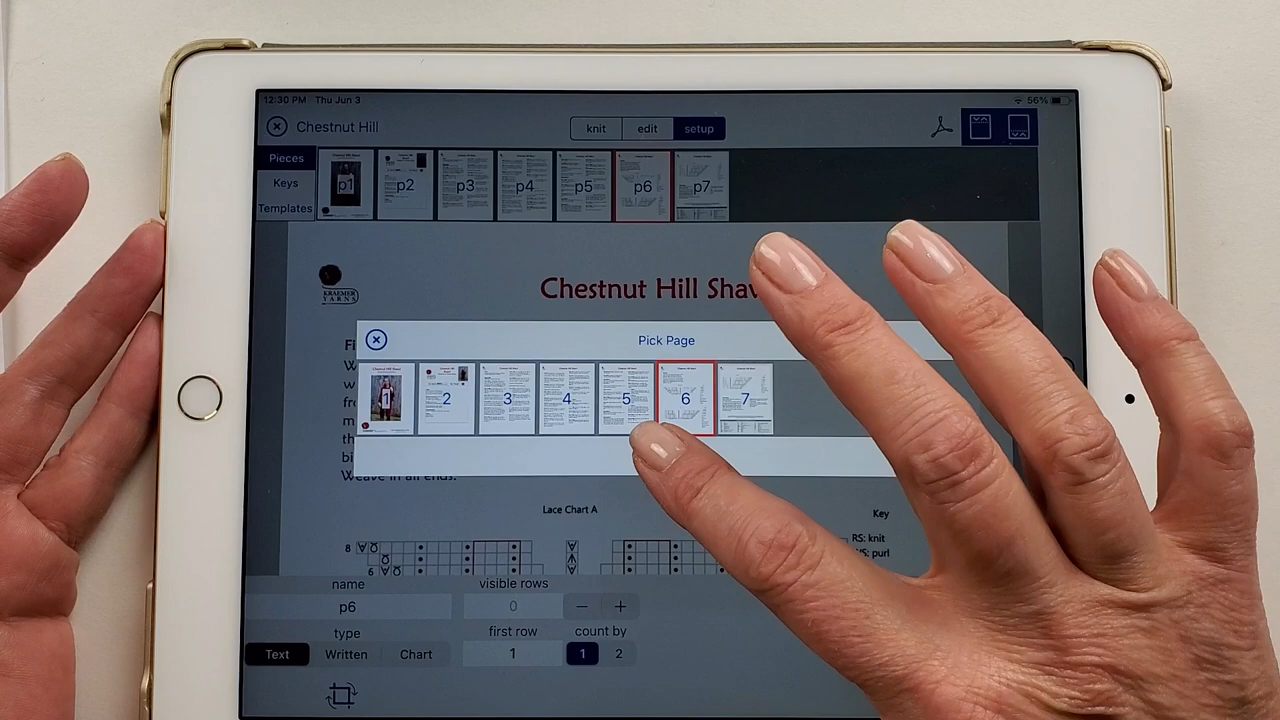 12:30 PM Thu Jun 3
56%
Chestnut Hill
knit edit setup
Pieces
Keys
Templates
p1 p2 p3 p4 p5 p6 p7
KRAEMER
YARNS
Chestnut Hill Shaw
Pick Page
1 2 3 4 5 6 7
Weave in all ends.
Lace Chart A
Key
RS: knit
WS: purl
8
6
name
visible rows
p6
0
− +
type
first row
count by
Text Written Chart
1
1 2